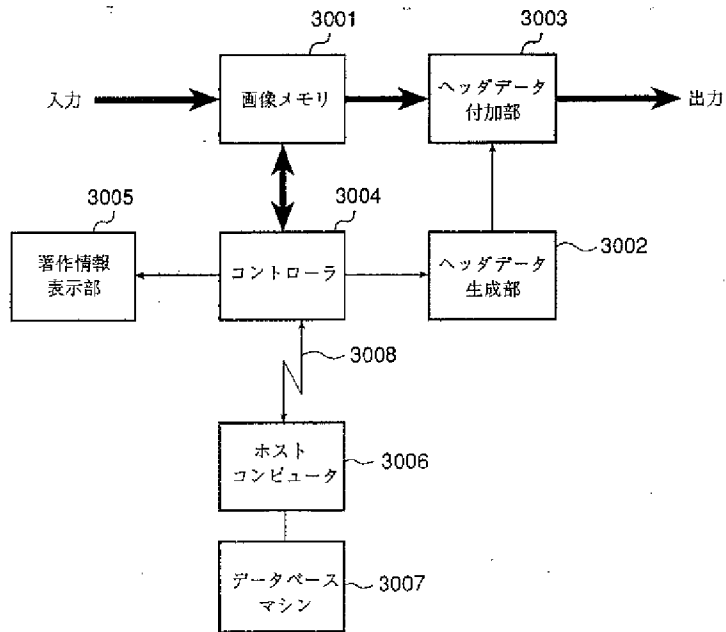 3001
3003
入力
画像メモリ
ヘッダデータ
付加部
出力
3005
3004
3002
著作情報
表示部
コントローラ
ヘッダデータ
生成部
3008
ホスト
コンピュータ
3006
データベース
マシン
3007